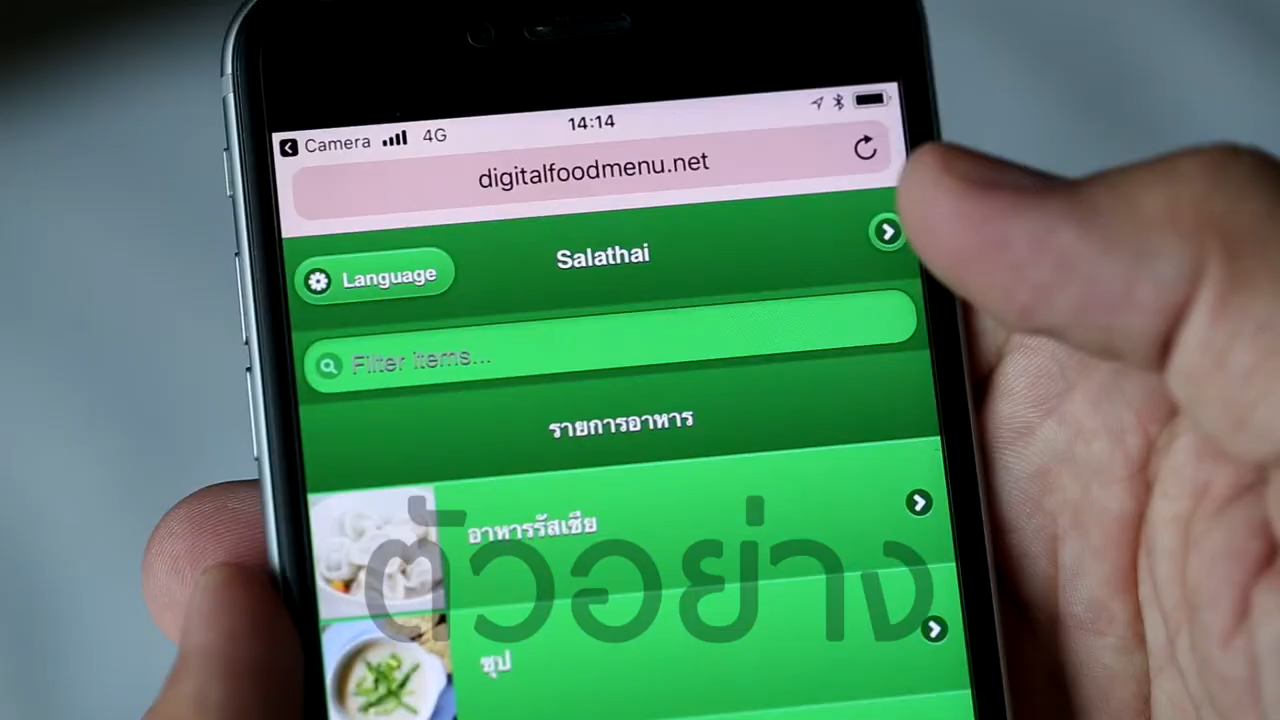 Camera 4G 14:14
digitalfoodmenu.net
Language Salathai
Filter items...
รายการอาหาร
อาหารรัสเชีย
ตัวอย่าง
ซุป